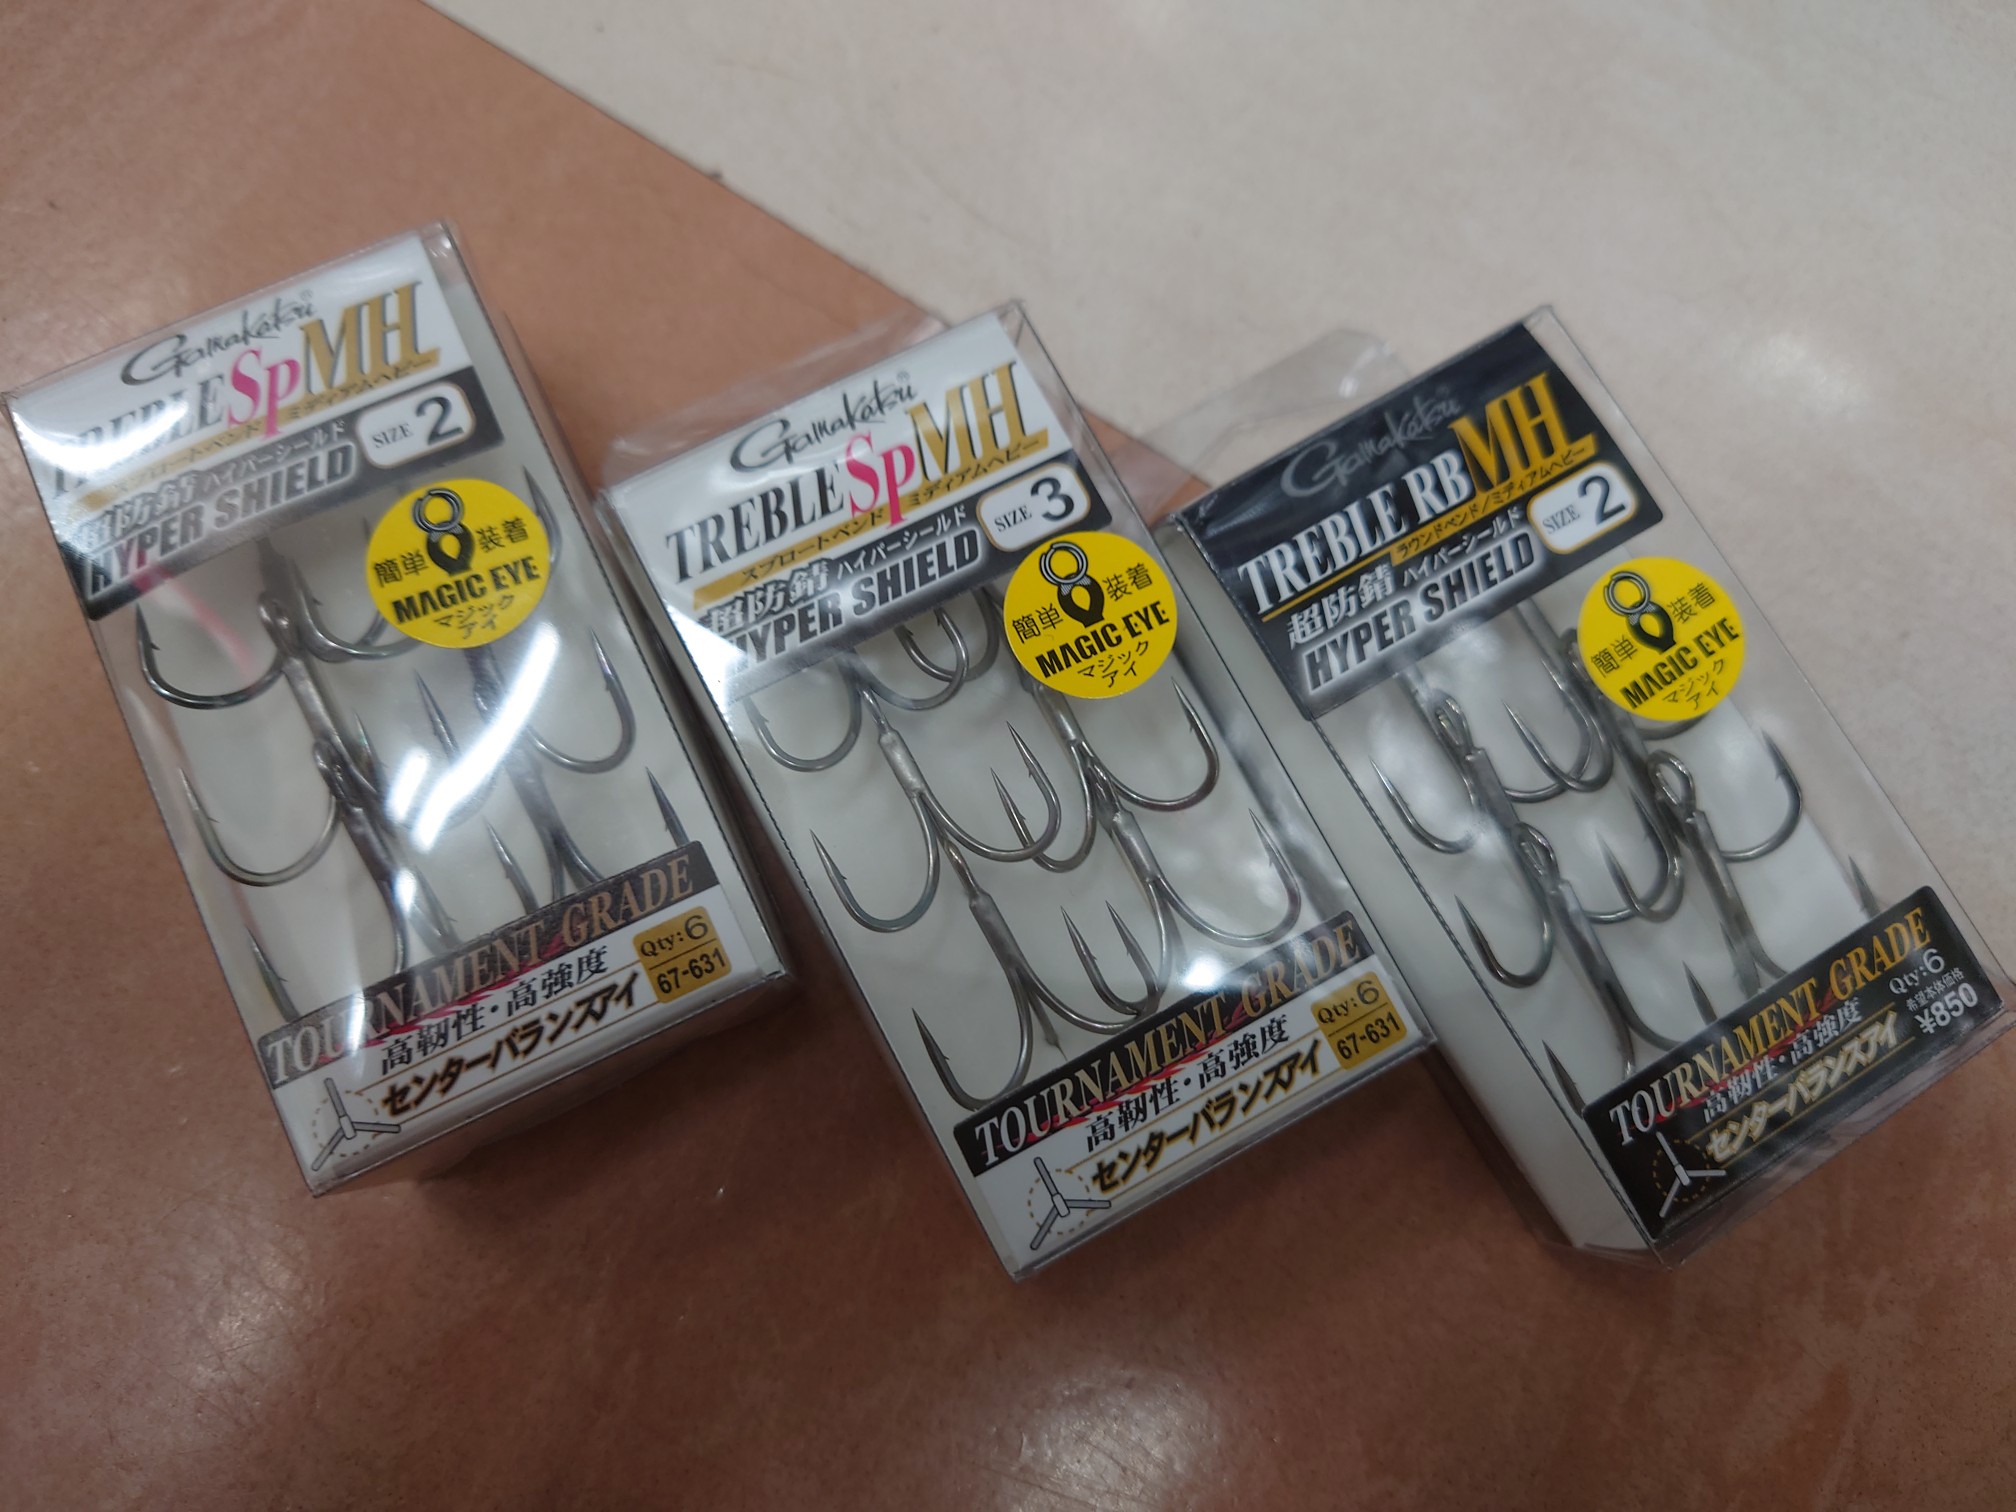 Gamakatsu®
TREBLE Sp MH
スプロートベンド ミディアムヘビー
超防錆 ハイパーシールド
HYPER SHIELD
SIZE 2
簡単 装着
MAGIC EYE
マジック
アイ
TOURNAMENT GRADE
高靭性・高強度
センターバランスアイ
Qty: 6
67-631
Gamakatsu®
TREBLE Sp MH
スプロートベンド ミディアムヘビー
超防錆 ハイパーシールド
HYPER SHIELD
SIZE 3
簡単 装着
MAGIC EYE
マジック
アイ
TOURNAMENT GRADE
高靭性・高強度
センターバランスアイ
Qty: 6
67-631
Gamakatsu®
TREBLE RB MH
ラウンドベンド/ミディアムヘビー
超防錆 ハイパーシールド
HYPER SHIELD
SIZE 2
簡単 装着
MAGIC EYE
マジック
アイ
TOURNAMENT GRADE
高靭性・高強度
センターバランスアイ
Qty: 6
希望本体価格
¥850